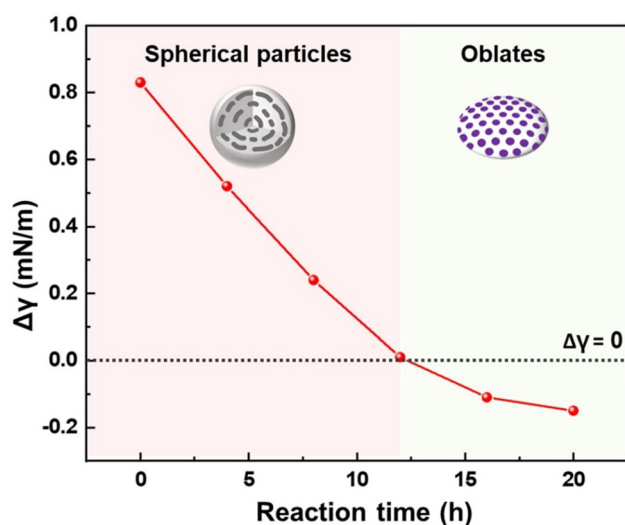 Spherical particles Oblates
1.0
0.8
0.6
0.4
0.2
0.0
-0.2
Δγ (mN/m)
Δγ = 0
0 5 10 15 20
Reaction time (h)